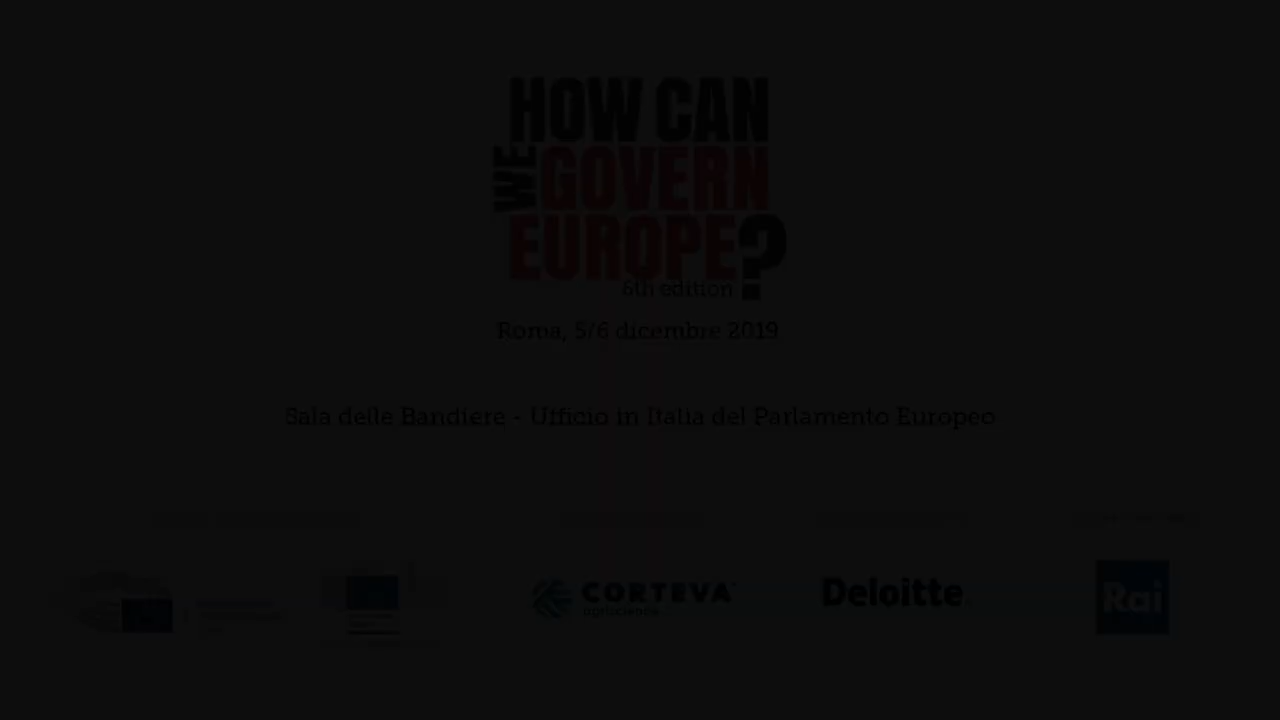 HOW CAN
WE GOVERN
EUROPE?
6th edition
Roma, 5/6 dicembre 2019
Sala delle Bandiere - Ufficio in Italia del Parlamento Europeo
CORTEVA
agriscience
Deloitte.
Rai